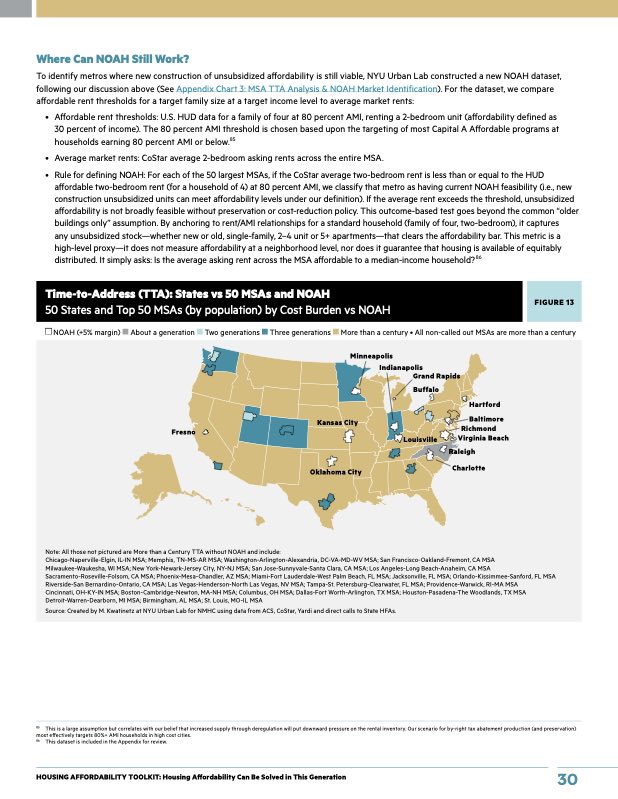 Where Can NOAH Still Work?
To identify metros where new construction of unsubsidized affordability is still viable, NYU Urban Lab constructed a new NOAH dataset,
following our discussion above (See Appendix Chart 3: MSA TTA Analysis & NOAH Market Identification). For the dataset, we compare
affordable rent thresholds for a target family size at a target income level to average market rents:
• Affordable rent thresholds: U.S. HUD data for a family of four at 80 percent AMI, renting a 2-bedroom unit (affordability defined as
30 percent of income). The 80 percent AMI threshold is chosen based upon the targeting of most Capital A Affordable programs at
households earning 80 percent AMI or below.⁸⁵
• Average market rents: CoStar average 2-bedroom asking rents across the entire MSA.
• Rule for defining NOAH: For each of the 50 largest MSAs, if the CoStar average two-bedroom rent is less than or equal to the HUD
affordable two-bedroom rent (for a household of 4) at 80 percent AMI, we classify that metro as having current NOAH feasibility (i.e., new
construction unsubsidized units can meet affordability levels under our definition). If the average rent exceeds the threshold, unsubsidized
affordability is not broadly feasible without preservation or cost-reduction policy. This outcome-based test goes beyond the common "older
buildings only" assumption. By anchoring to rent/AMI relationships for a standard household (family of four, two-bedroom), it captures
any unsubsidized stock—whether new or old, single-family, 2–4 unit or 5+ apartments—that clears the affordability bar. This metric is a
high-level proxy—it does not measure affordability at a neighborhood level, nor does it guarantee that housing is available of equitably
distributed. It simply asks: Is the average asking rent across the MSA affordable to a median-income household?⁸⁶
Time-to-Address (TTA): States vs 50 MSAs and NOAH
50 States and Top 50 MSAs (by population) by Cost Burden vs NOAH
FIGURE 13
NOAH (+5% margin) About a generation Two generations Three generations More than a century • All non-called out MSAs are more than a century
Minneapolis
Indianapolis
Grand Rapids
Buffalo
Hartford
Baltimore
Richmond
Virginia Beach
Raleigh
Charlotte
Louisville
Kansas City
Oklahoma City
Fresno
Note: All those not pictured are More than a Century TTA without NOAH and include:
Chicago-Naperville-Elgin, IL-IN MSA; Memphis, TN-MS-AR MSA; Washington-Arlington-Alexandria, DC-VA-MD-WV MSA; San Francisco-Oakland-Fremont, CA MSA
Milwaukee-Waukesha, WI MSA; New York-Newark-Jersey City, NY-NJ MSA; San Jose-Sunnyvale-Santa Clara, CA MSA; Los Angeles-Long Beach-Anaheim, CA MSA
Sacramento-Roseville-Folsom, CA MSA; Phoenix-Mesa-Chandler, AZ MSA; Miami-Fort Lauderdale-West Palm Beach, FL MSA; Jacksonville, FL MSA; Orlando-Kissimmee-Sanford, FL MSA
Riverside-San Bernardino-Ontario, CA MSA; Las Vegas-Henderson-North Las Vegas, NV MSA; Tampa-St. Petersburg-Clearwater, FL MSA; Providence-Warwick, RI-MA MSA
Cincinnati, OH-KY-IN MSA; Boston-Cambridge-Newton, MA-NH MSA; Columbus, OH MSA; Dallas-Fort Worth-Arlington, TX MSA; Houston-Pasadena-The Woodlands, TX MSA
Detroit-Warren-Dearborn, MI MSA; Birmingham, AL MSA; St. Louis, MO-IL MSA
Source: Created by M. Kwatinetz at NYU Urban Lab for NMHC using data from ACS, CoStar, Yardi and direct calls to State HFAs.
⁸⁵ This is a large assumption but correlates with our belief that increased supply through deregulation will put downward pressure on the rental inventory. Our scenario for by-right tax abatement production (and preservation)
most effectively targets 80%+ AMI households in high cost cities.
⁸⁶ This dataset is included in the Appendix for review.
HOUSING AFFORDABILITY TOOLKIT: Housing Affordability Can Be Solved in This Generation
30